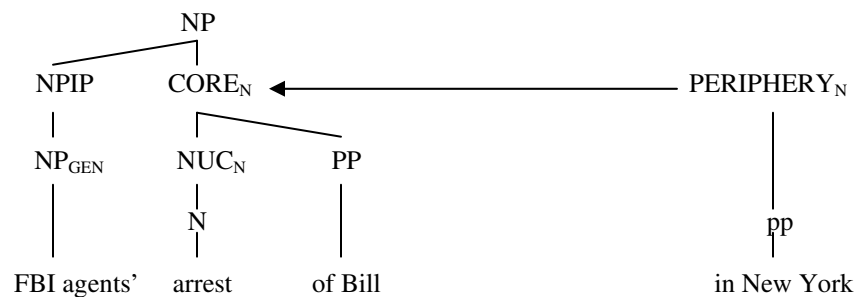 NP
NPIP CORE_N PERIPHERY_N
NP_GEN NUC_N PP
N pp
FBI agents’ arrest of Bill in New York